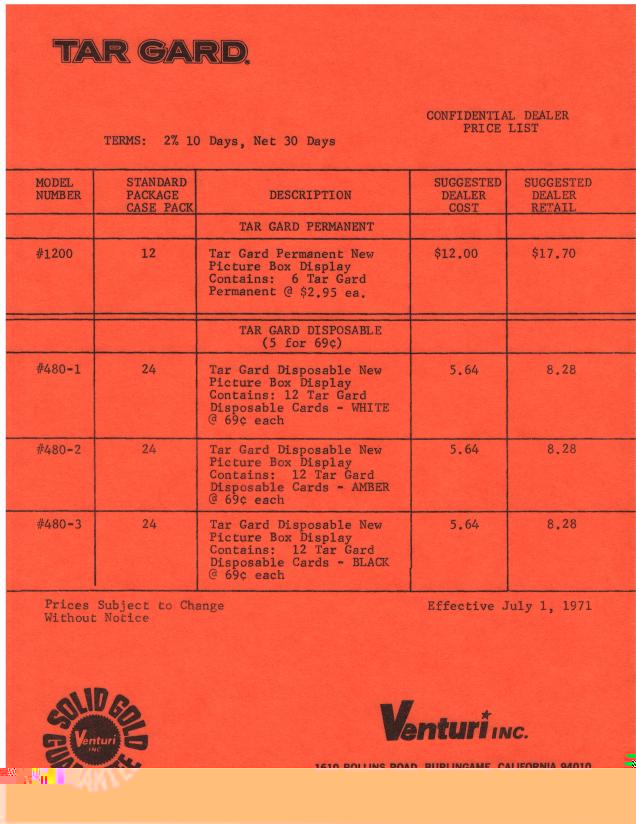 TAR GARD.
CONFIDENTIAL DEALER
PRICE LIST
TERMS: 2% 10 Days, Net 30 Days
MODEL NUMBER STANDARD PACKAGE CASE PACK DESCRIPTION SUGGESTED DEALER COST SUGGESTED DEALER RETAIL
TAR GARD PERMANENT
#1200 12 Tar Gard Permanent New $12.00 $17.70
Picture Box Display
Contains: 6 Tar Gard
Permanent @ $2.95 ea.
TAR GARD DISPOSABLE
(5 for 69¢)
#480-1 24 Tar Gard Disposable New 5.64 8.28
Picture Box Display
Contains: 12 Tar Gard
Disposable Cards - WHITE
@ 69¢ each
#480-2 24 Tar Gard Disposable New 5.64 8.28
Picture Box Display
Contains: 12 Tar Gard
Disposable Cards - AMBER
@ 69¢ each
#480-3 24 Tar Gard Disposable New 5.64 8.28
Picture Box Display
Contains: 12 Tar Gard
Disposable Cards - BLACK
@ 69¢ each
Prices Subject to Change Effective July 1, 1971
Without Notice
SOLID GOLD
Venturi
INC
GUARANTEE
Venturi INC.
1610 ROLLINS ROAD, BURLINGAME, CALIFORNIA 94010